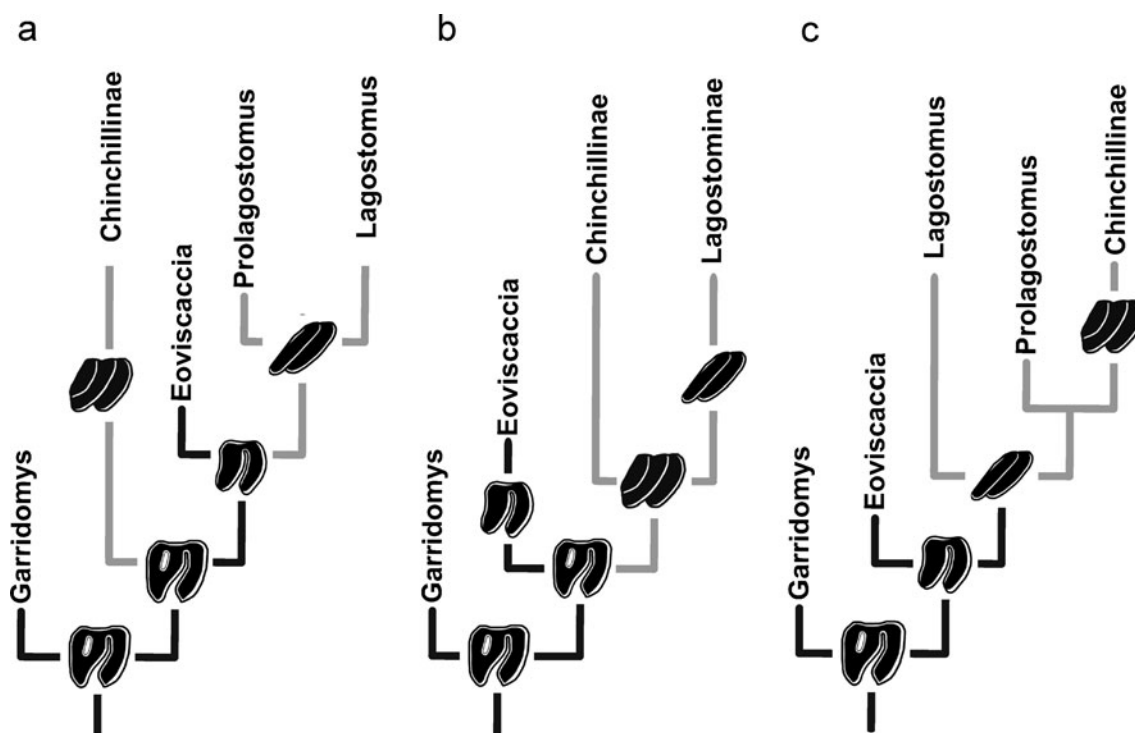 a
Chinchillinae
Eoviscaccia
Prolagostomus
Lagostomus
Garridomys
b
Chinchillinae
Lagostominae
Eoviscaccia
Garridomys
c
Lagostomus
Prolagostomus
Chinchillinae
Eoviscaccia
Garridomys